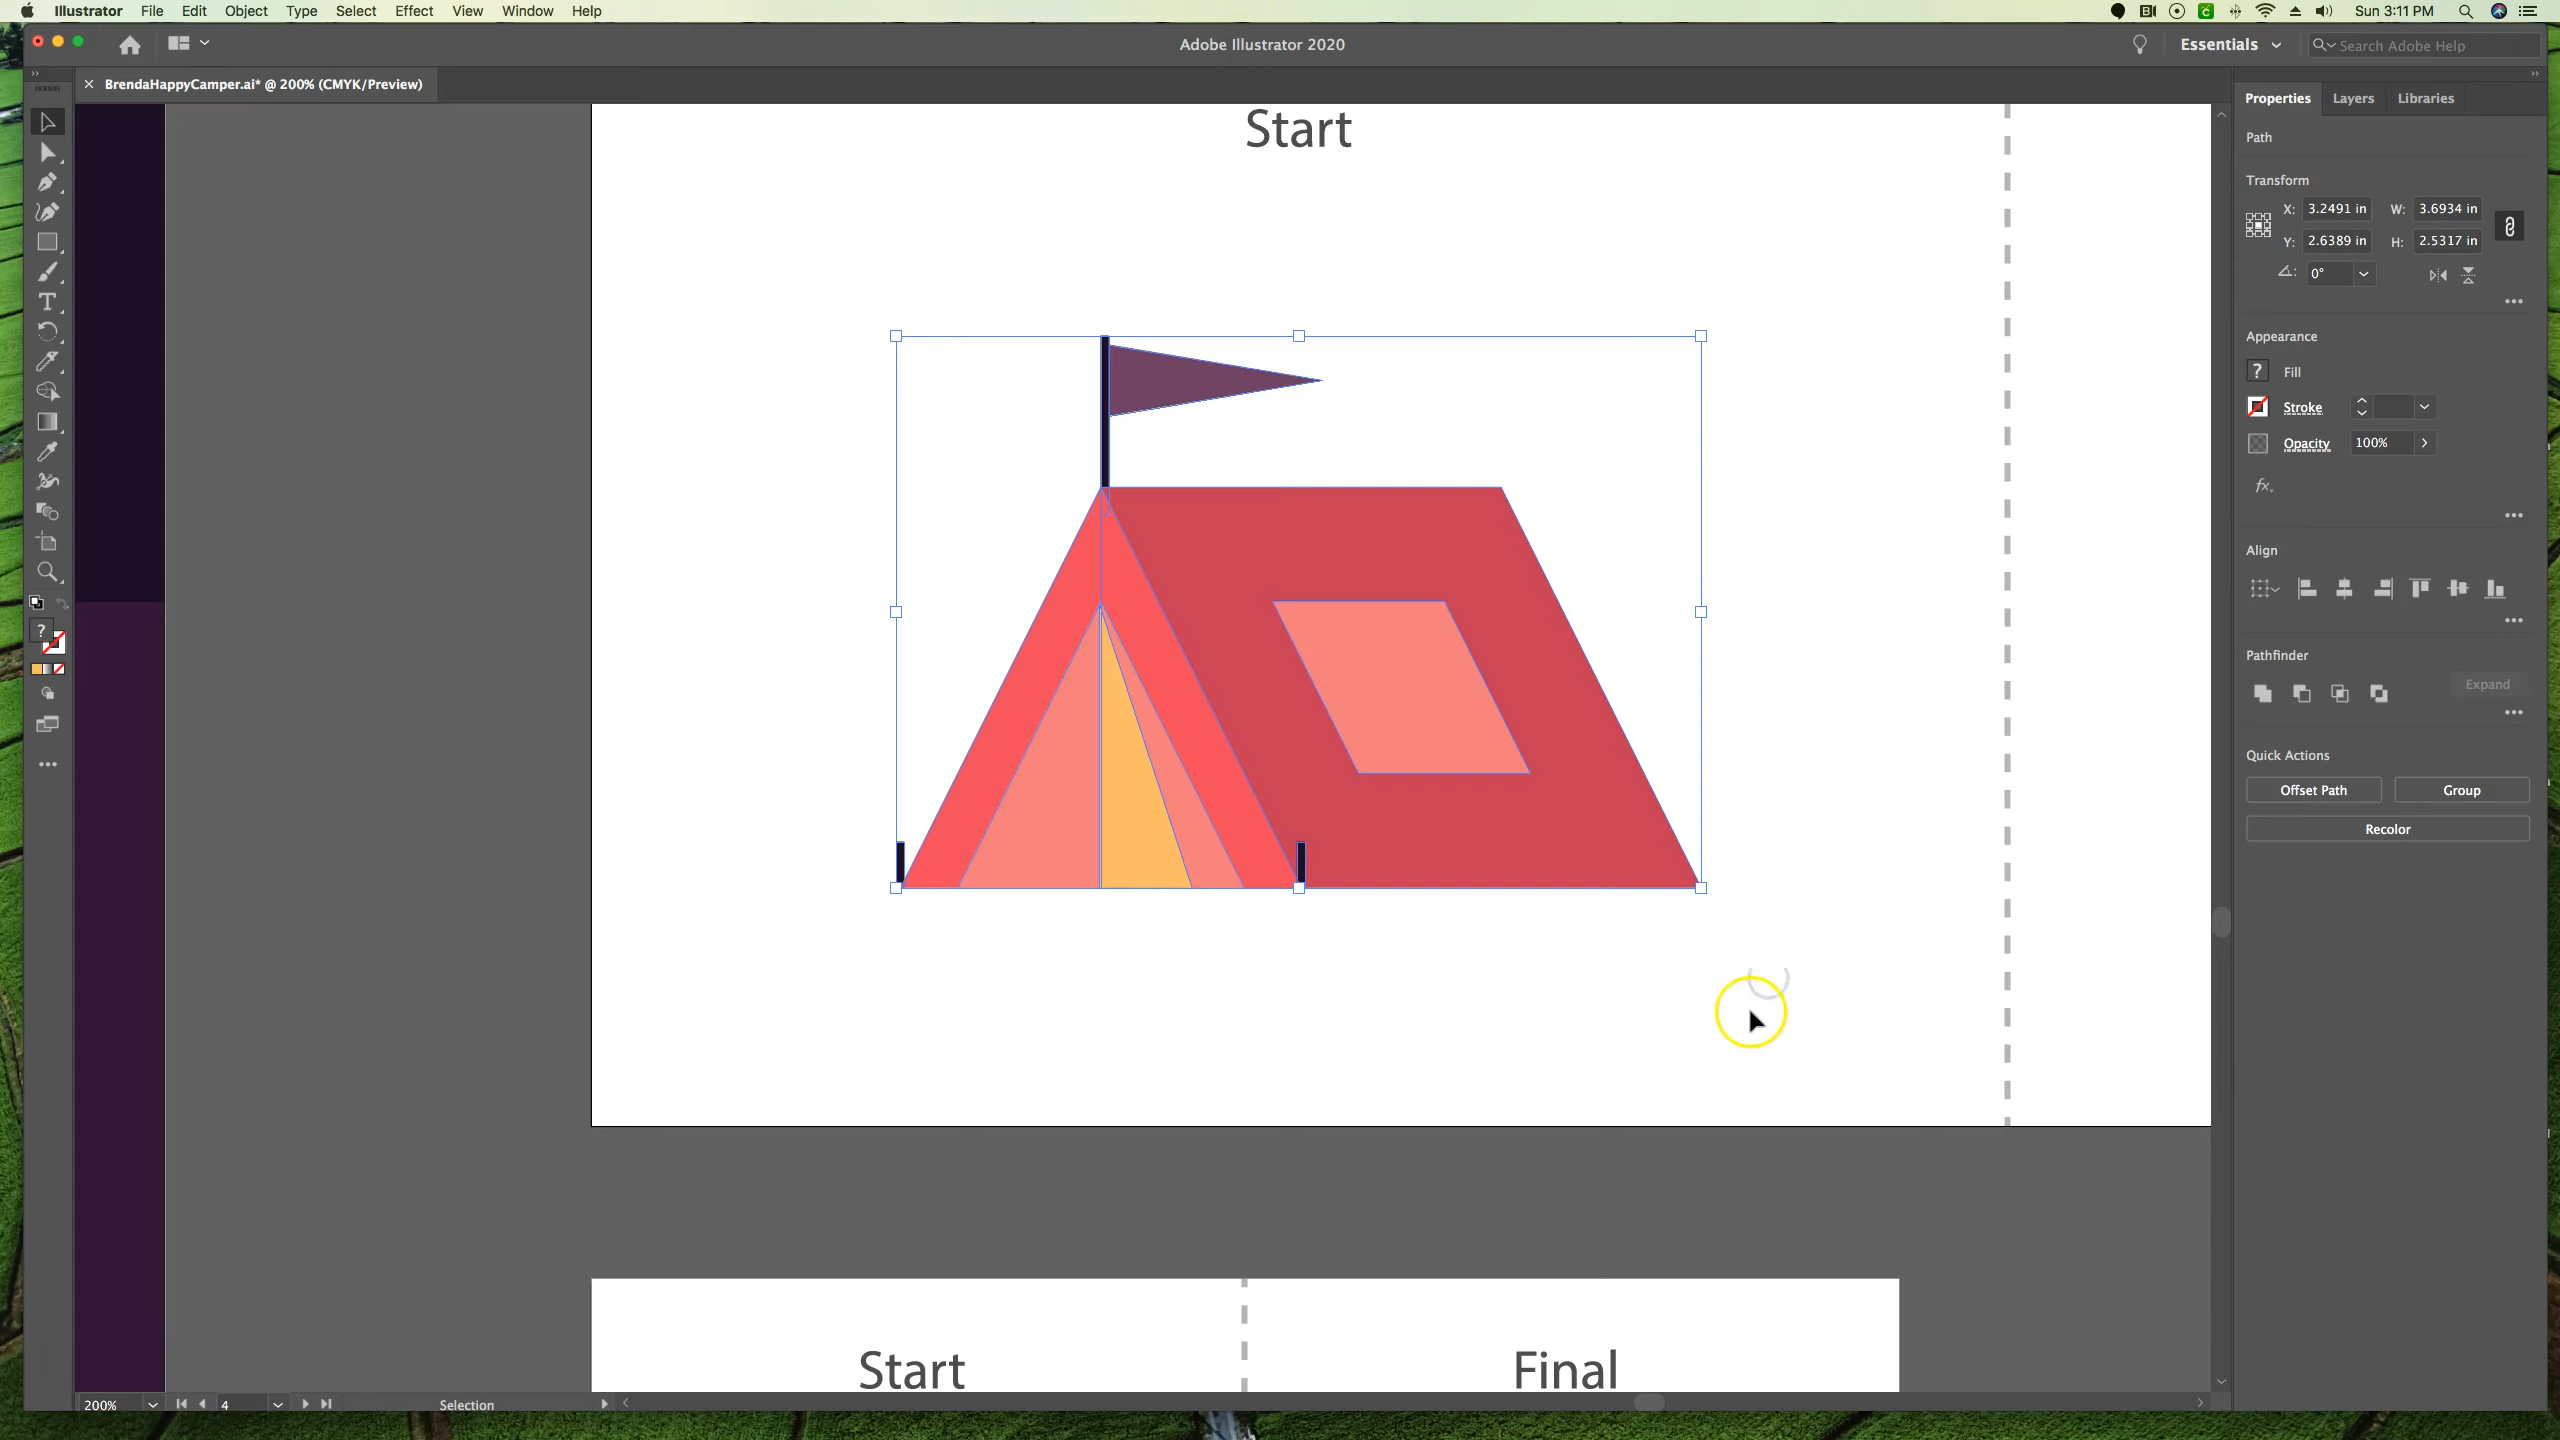 Illustrator File Edit Object Type Select Effect View Window Help
Sun 3:11 PM
Adobe Illustrator 2020
Essentials
Search Adobe Help
BrendaHappyCamper.ai* @ 200% (CMYK/Preview)
Properties Layers Libraries
Path
Transform
X: 3.2491 in W: 3.6934 in
Y: 2.6389 in H: 2.5317 in
0°
Appearance
? Fill
Stroke
Opacity 100%
fx.
Align
Pathfinder
Expand
Quick Actions
Offset Path Group
Recolor
?
Start
Start Final
200% 4 Selection